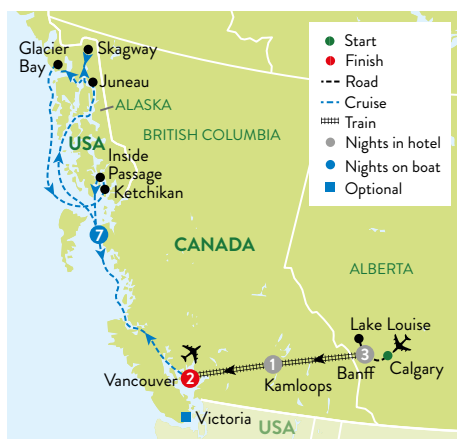 Glacier
Bay
Skagway
Juneau
ALASKA
USA
BRITISH COLUMBIA
Inside
Passage
Ketchikan
7
CANADA
ALBERTA
Lake Louise
3
Banff
Calgary
1
Kamloops
Vancouver
2
Victoria
USA
Start
Finish
Road
Cruise
Train
Nights in hotel
Nights on boat
Optional